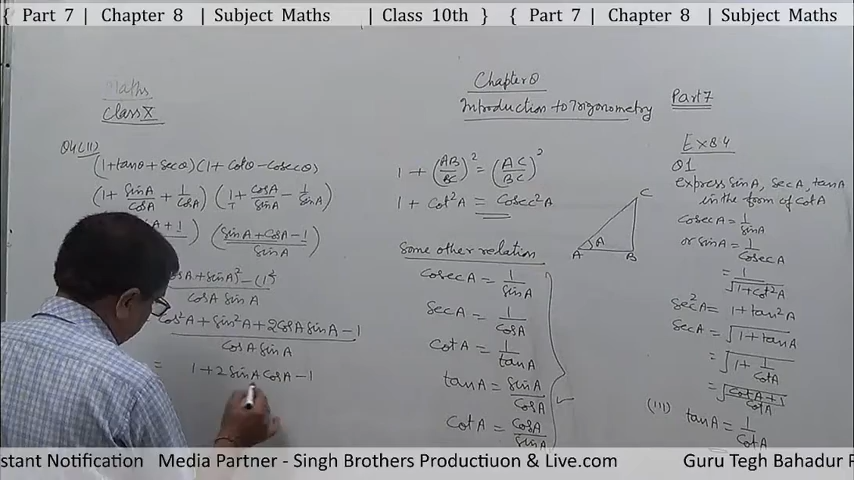 { Part 7 | Chapter 8 | Subject Maths | Class 10th } { Part 7 | Chapter 8 | Subject Maths
Maths
Class X
Chapter 8
Introduction to Trigonometry
Part 7
Q4(ii)
(1+tanθ+secθ)(1+cotθ-cosecθ)
(1+ sinA/cosA + 1/cosA) (1+ cosA/sinA - 1/sinA)
A+1) (sinA+cosA-1/sinA)
A+sinA)² - (1)²/cosA sinA
cos²A+sin²A+2cosA sinA-1/cosA sinA
= 1+2sinA cosA-1
1+(AB/BC)² = (AC/BC)²
1+cot²A = cosec²A
Some other relation
cosecA = 1/sinA
secA = 1/cosA
cotA = 1/tanA
tanA = sinA/cosA
cotA = cosA/sinA
C
A
A
B
Ex 8.4
Q1
express sinA, secA, tanA
in the form of cotA
cosecA = 1/sinA
or sinA = 1/cosecA
= 1/√1+cot²A
sec²A = 1+tan²A
secA = √1+tanA
= √1+1/cotA
= √cotA+1/cotA
(iii) tanA = 1/cotA
stant Notification Media Partner - Singh Brothers Productiuon & Live.com Guru Tegh Bahadur